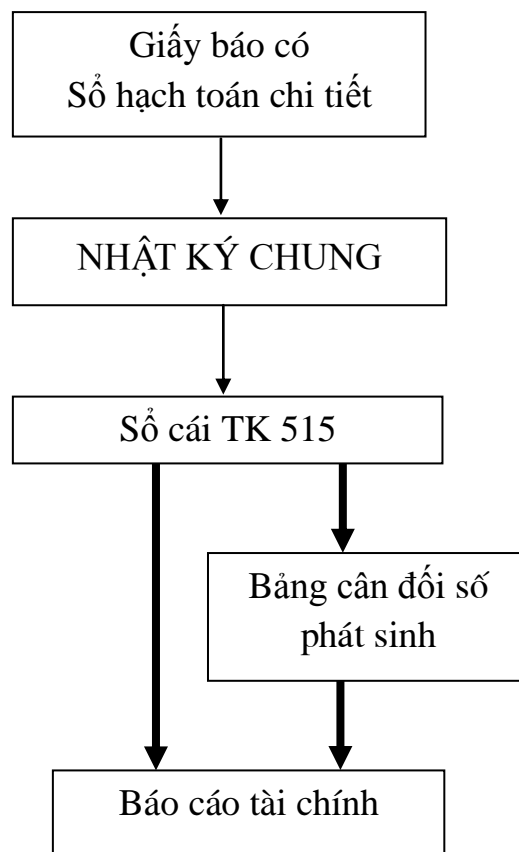 Giấy báo có
Sổ hạch toán chi tiết
NHẬT KÝ CHUNG
Sổ cái TK 515
Bảng cân đối số
phát sinh
Báo cáo tài chính